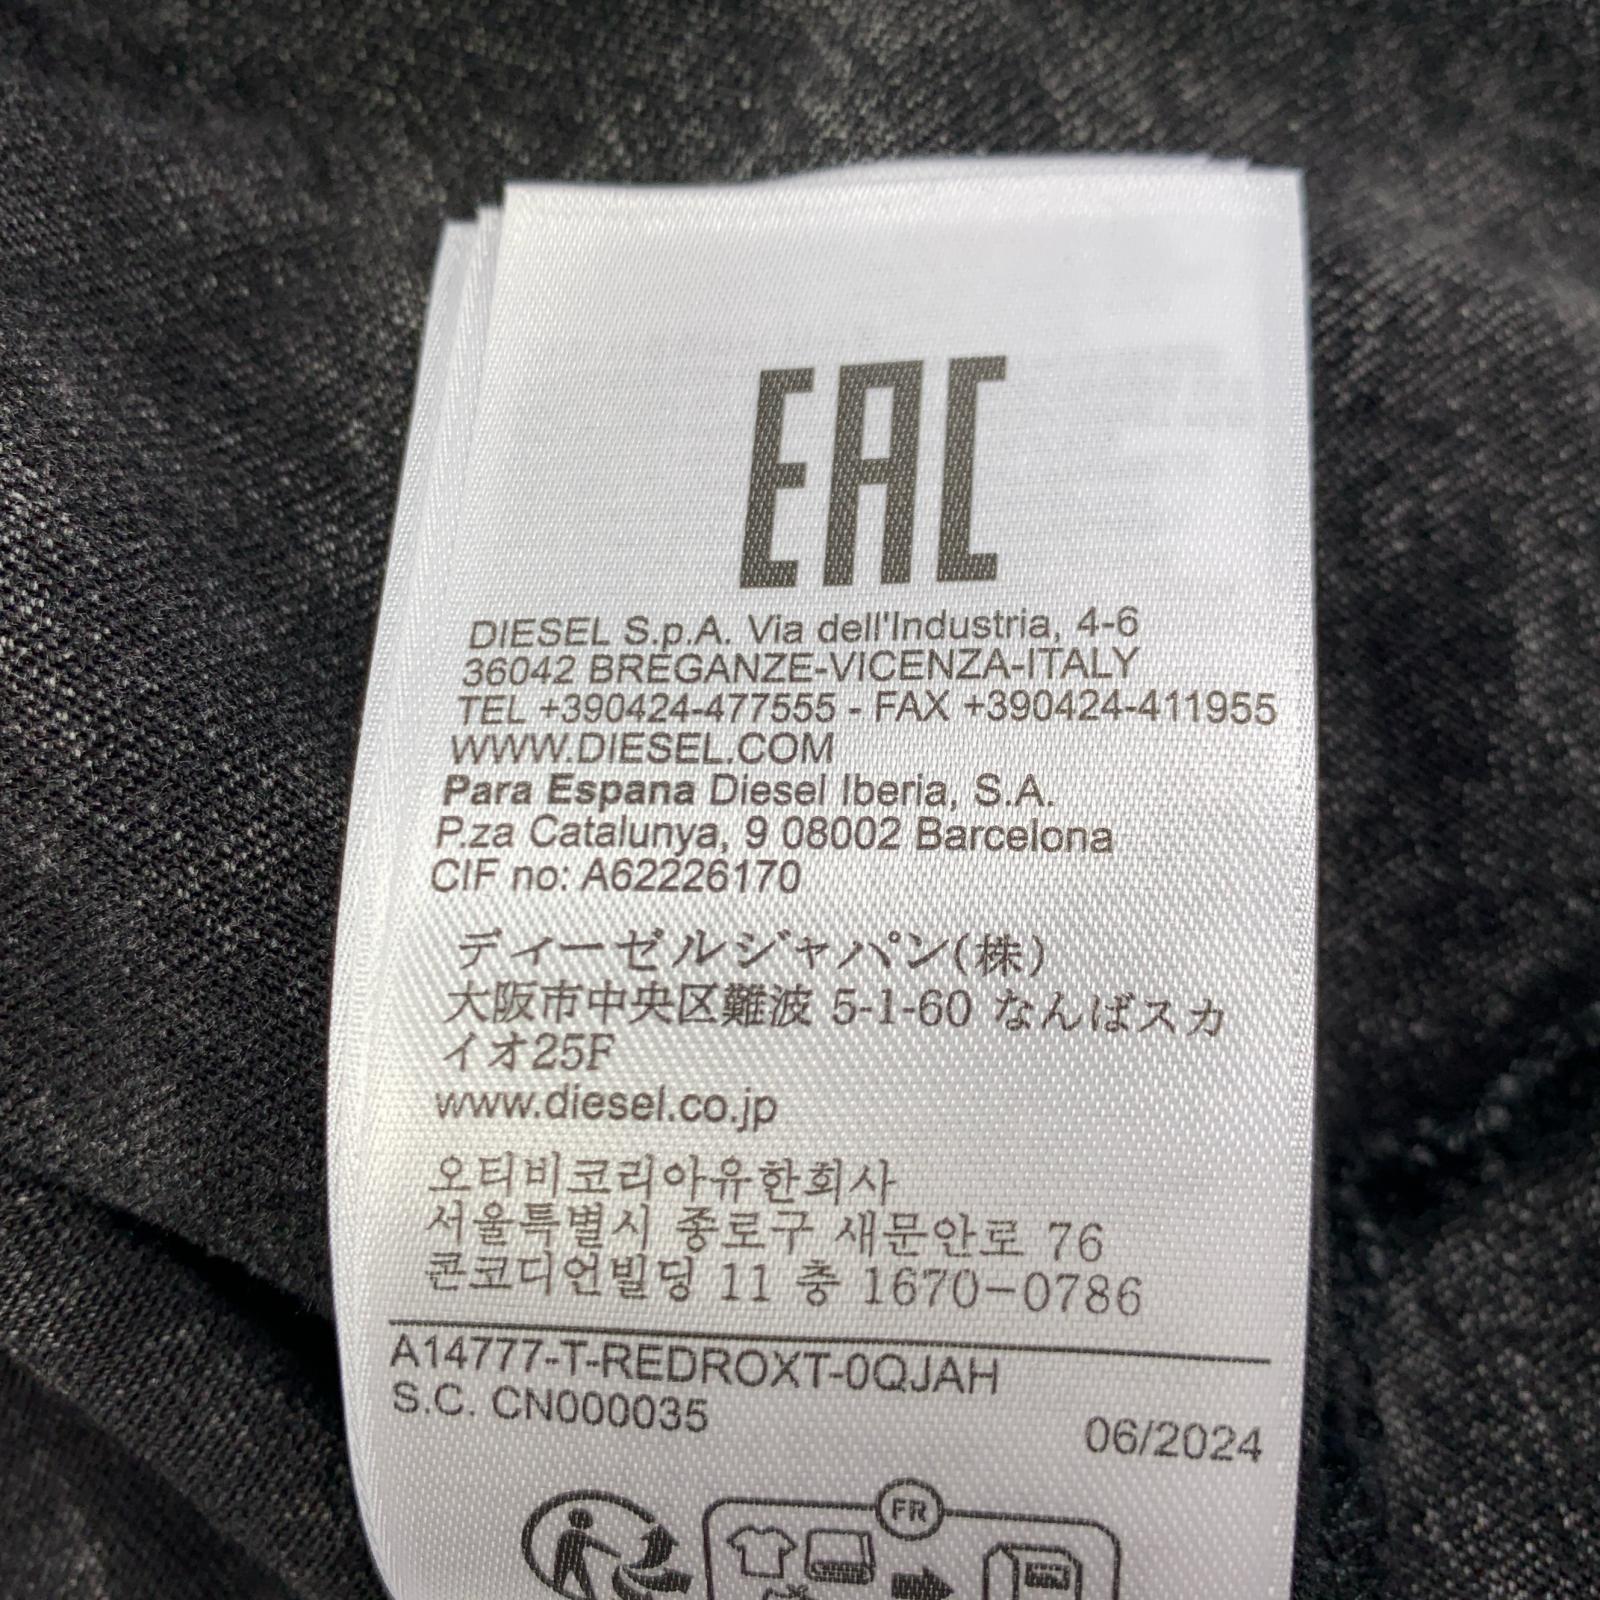 EAC
DIESEL S.p.A. Via dell'Industria, 4-6
36042 BREGANZE-VICENZA-ITALY
TEL +390424-477555 - FAX +390424-411955
WWW.DIESEL.COM
Para Espana Diesel Iberia, S.A.
P.za Catalunya, 9 08002 Barcelona
CIF no: A62226170
ディーゼルジャパン(株)
大阪市中央区難波 5-1-60 なんばスカ
イオ25F
www.diesel.co.jp
오티비코리아유한회사
서울특별시 종로구 새문안로 76
콘코디언빌딩 11 층 1670-0786
A14777-T-REDROXT-0QJAH
S.C. CN000035
06/2024
FR